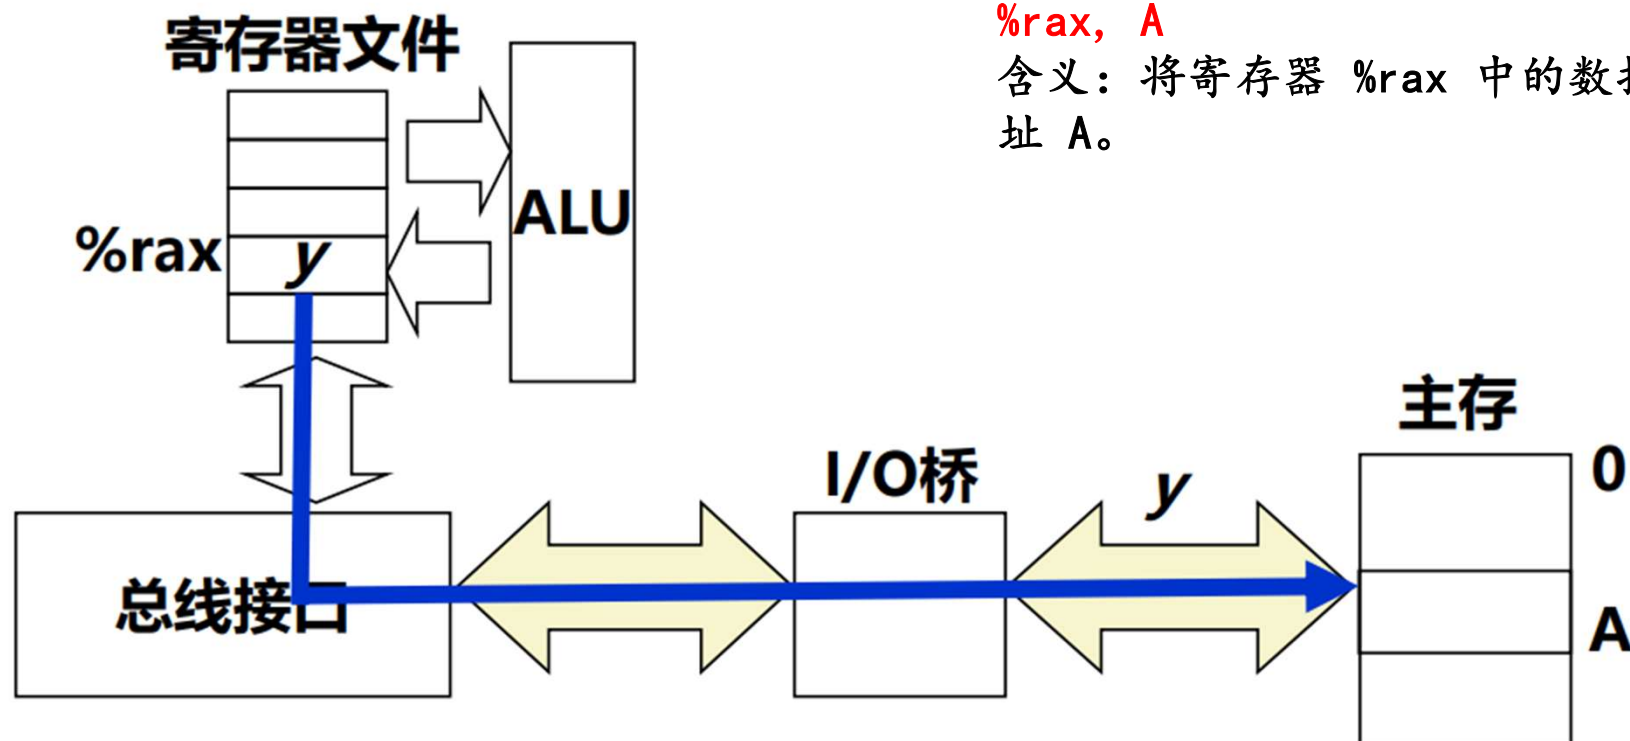 寄存器文件
%rax, A
含义：将寄存器 %rax 中的数
址 A。
ALU
%rax
y
主存
I/O桥
y
0
总线接口
A